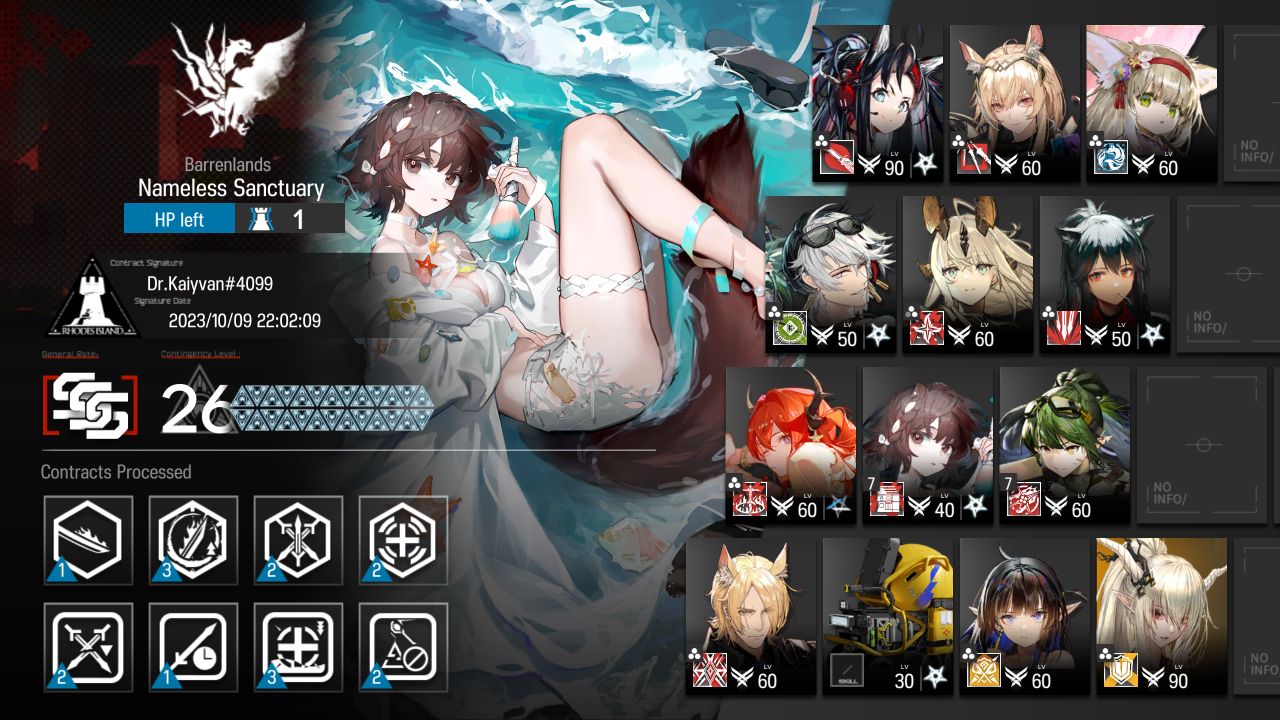 Barrenlands
Nameless Sanctuary
HP left 1
Contract Signature
Dr.Kaiyvan#4099
Signature Date
2023/10/09 22:02:09
RHODES ISLAND
General Rate:
Contingency Level :
SSS
26
Contracts Processed
1
3
2
2
2
1
3
2
LV
90
LV
60
LV
60
NO
INFO/
LV
50
LV
60
LV
50
NO
INFO/
LV
60
7
LV
40
7
LV
60
NO
INFO/
LV
60
SKILL
LV
30
LV
60
LV
90
NO
INFO/